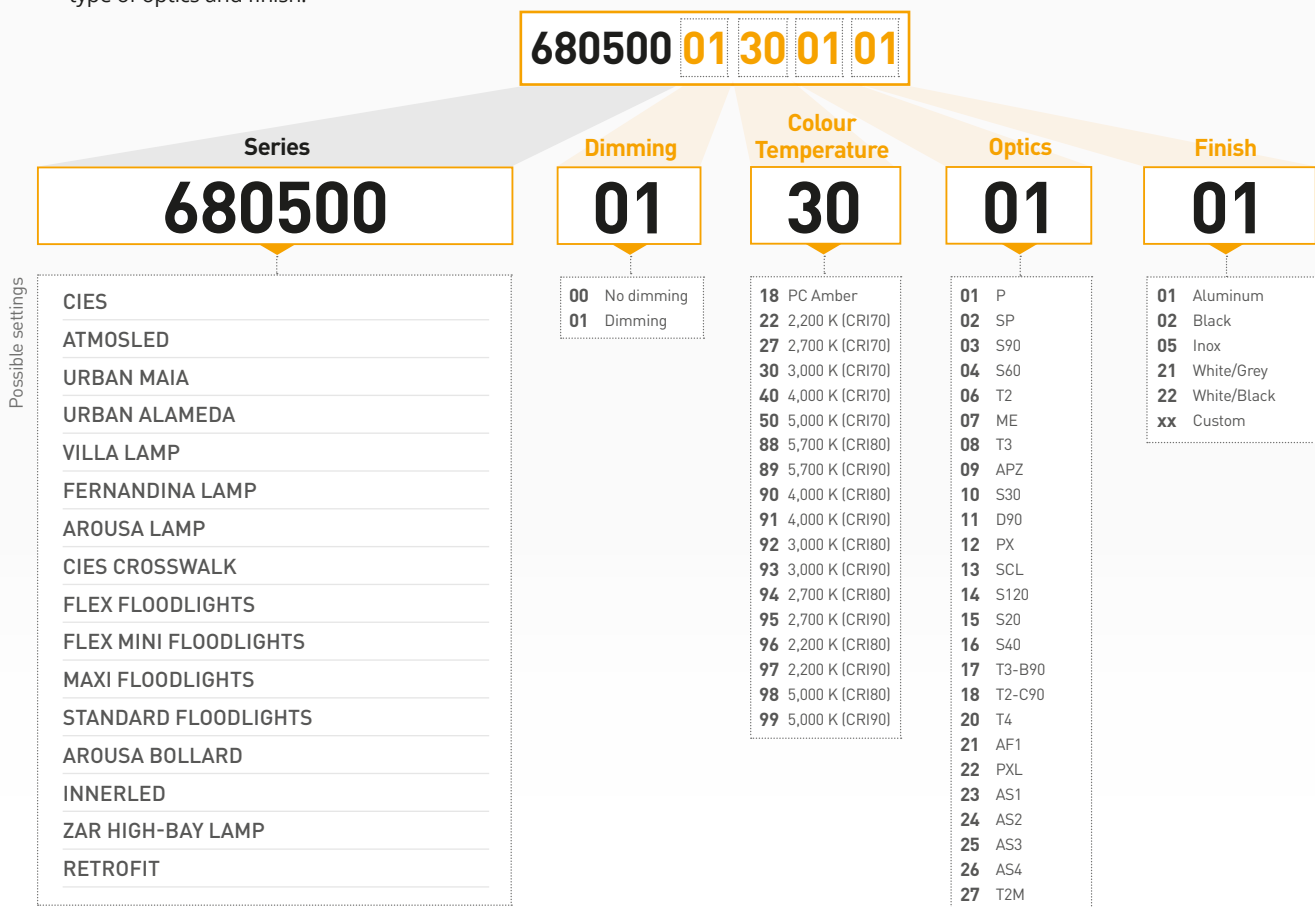 type of optics and finish.
680500 01 30 01 01
Series
680500
Possible settings
CIES
ATMOSLED
URBAN MAIA
URBAN ALAMEDA
VILLA LAMP
FERNANDINA LAMP
AROUSA LAMP
CIES CROSSWALK
FLEX FLOODLIGHTS
FLEX MINI FLOODLIGHTS
MAXI FLOODLIGHTS
STANDARD FLOODLIGHTS
AROUSA BOLLARD
INNERLED
ZAR HIGH-BAY LAMP
RETROFIT
Dimming
01
00 No dimming
01 Dimming
Colour
Temperature
30
18 PC Amber
22 2,200 K (CRI70)
27 2,700 K (CRI70)
30 3,000 K (CRI70)
40 4,000 K (CRI70)
50 5,000 K (CRI70)
88 5,700 K (CRI80)
89 5,700 K (CRI90)
90 4,000 K (CRI80)
91 4,000 K (CRI90)
92 3,000 K (CRI80)
93 3,000 K (CRI90)
94 2,700 K (CRI80)
95 2,700 K (CRI90)
96 2,200 K (CRI80)
97 2,200 K (CRI90)
98 5,000 K (CRI80)
99 5,000 K (CRI90)
Optics
01
01 P
02 SP
03 S90
04 S60
06 T2
07 ME
08 T3
09 APZ
10 S30
11 D90
12 PX
13 SCL
14 S120
15 S20
16 S40
17 T3-B90
18 T2-C90
20 T4
21 AF1
22 PXL
23 AS1
24 AS2
25 AS3
26 AS4
27 T2M
Finish
01
01 Aluminum
02 Black
05 Inox
21 White/Grey
22 White/Black
xx Custom